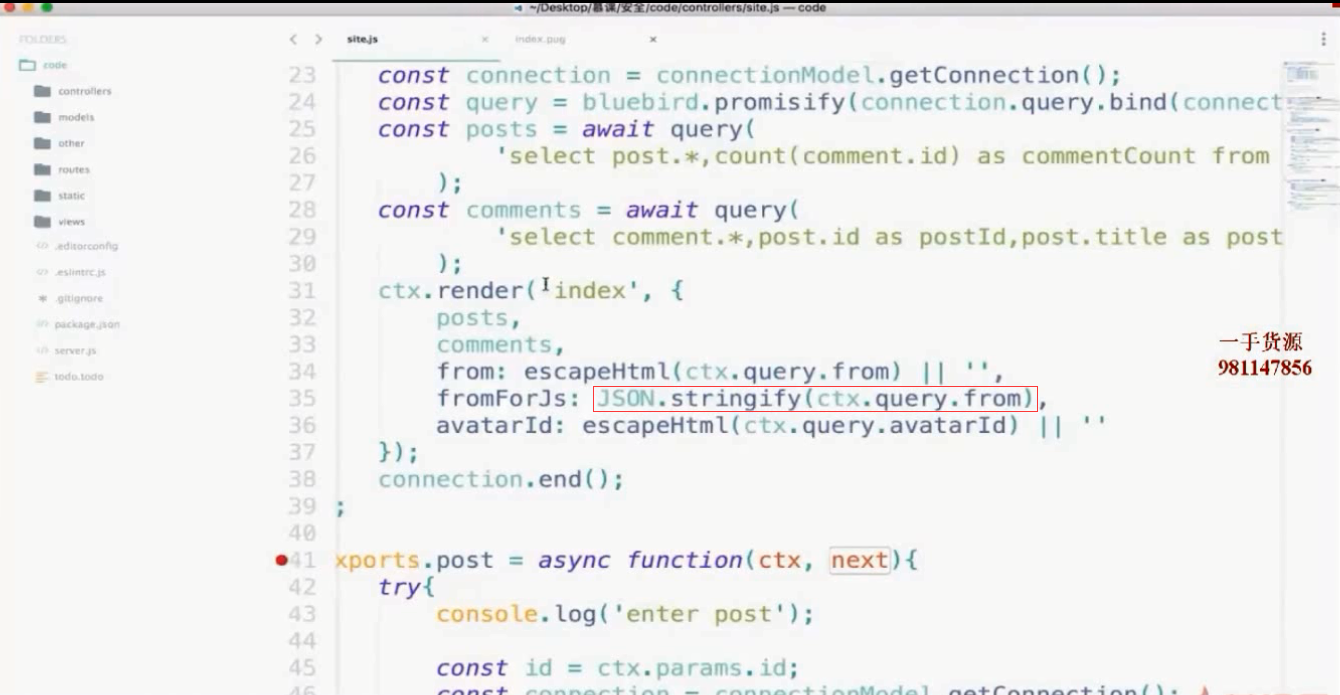 ~/Desktop/慕课/安全/code/controllers/site.js — code
FOLDERS
code
controllers
models
other
routes
static
views
.editorconfig
.eslintrc.js
.gitignore
package.json
server.js
todo.todo
site.js ×
index.pug ×
23 const connection = connectionModel.getConnection();
24 const query = bluebird.promisify(connection.query.bind(connect
25 const posts = await query(
26 'select post.*,count(comment.id) as commentCount from
27 );
28 const comments = await query(
29 'select comment.*,post.id as postId,post.title as post
30 );
31 ctx.render('index', {
32 posts,
33 comments,
34 from: escapeHtml(ctx.query.from) || '',
35 fromForJs: JSON.stringify(ctx.query.from),
36 avatarId: escapeHtml(ctx.query.avatarId) || ''
37 });
38 connection.end();
39 ;
40
41 xports.post = async function(ctx, next){
42 try{
43 console.log('enter post');
44
45 const id = ctx.params.id;
46 const connection = connectionModel.getConnection();
一手货源
981147856